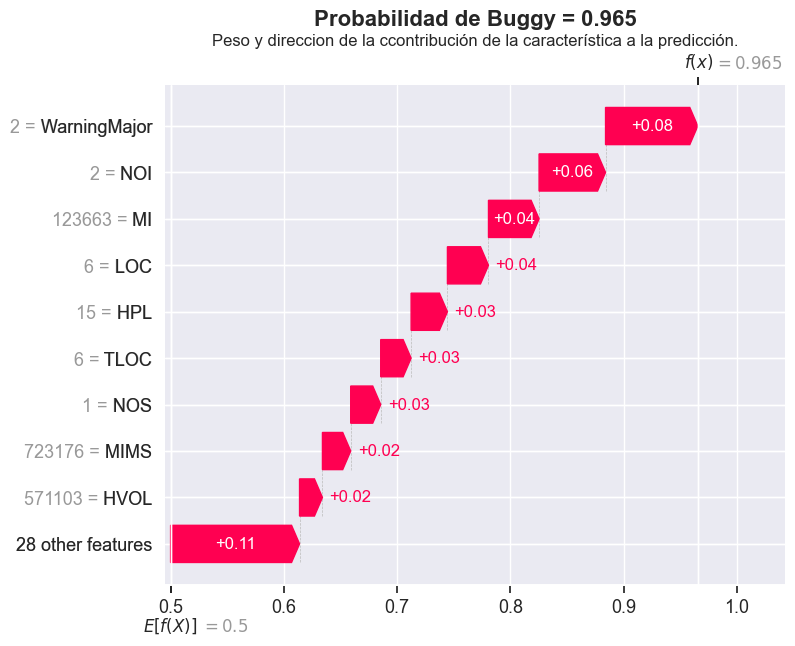 Probabilidad de Buggy = 0.965
Peso y direccion de la ccontribución de la característica a la predicción.
f(x) = 0.965
2 = WarningMajor +0.08
2 = NOI +0.06
123663 = MI +0.04
6 = LOC +0.04
15 = HPL +0.03
6 = TLOC +0.03
1 = NOS +0.03
723176 = MIMS +0.02
571103 = HVOL +0.02
28 other features +0.11
0.5 0.6 0.7 0.8 0.9 1.0
E[f(X)] = 0.5